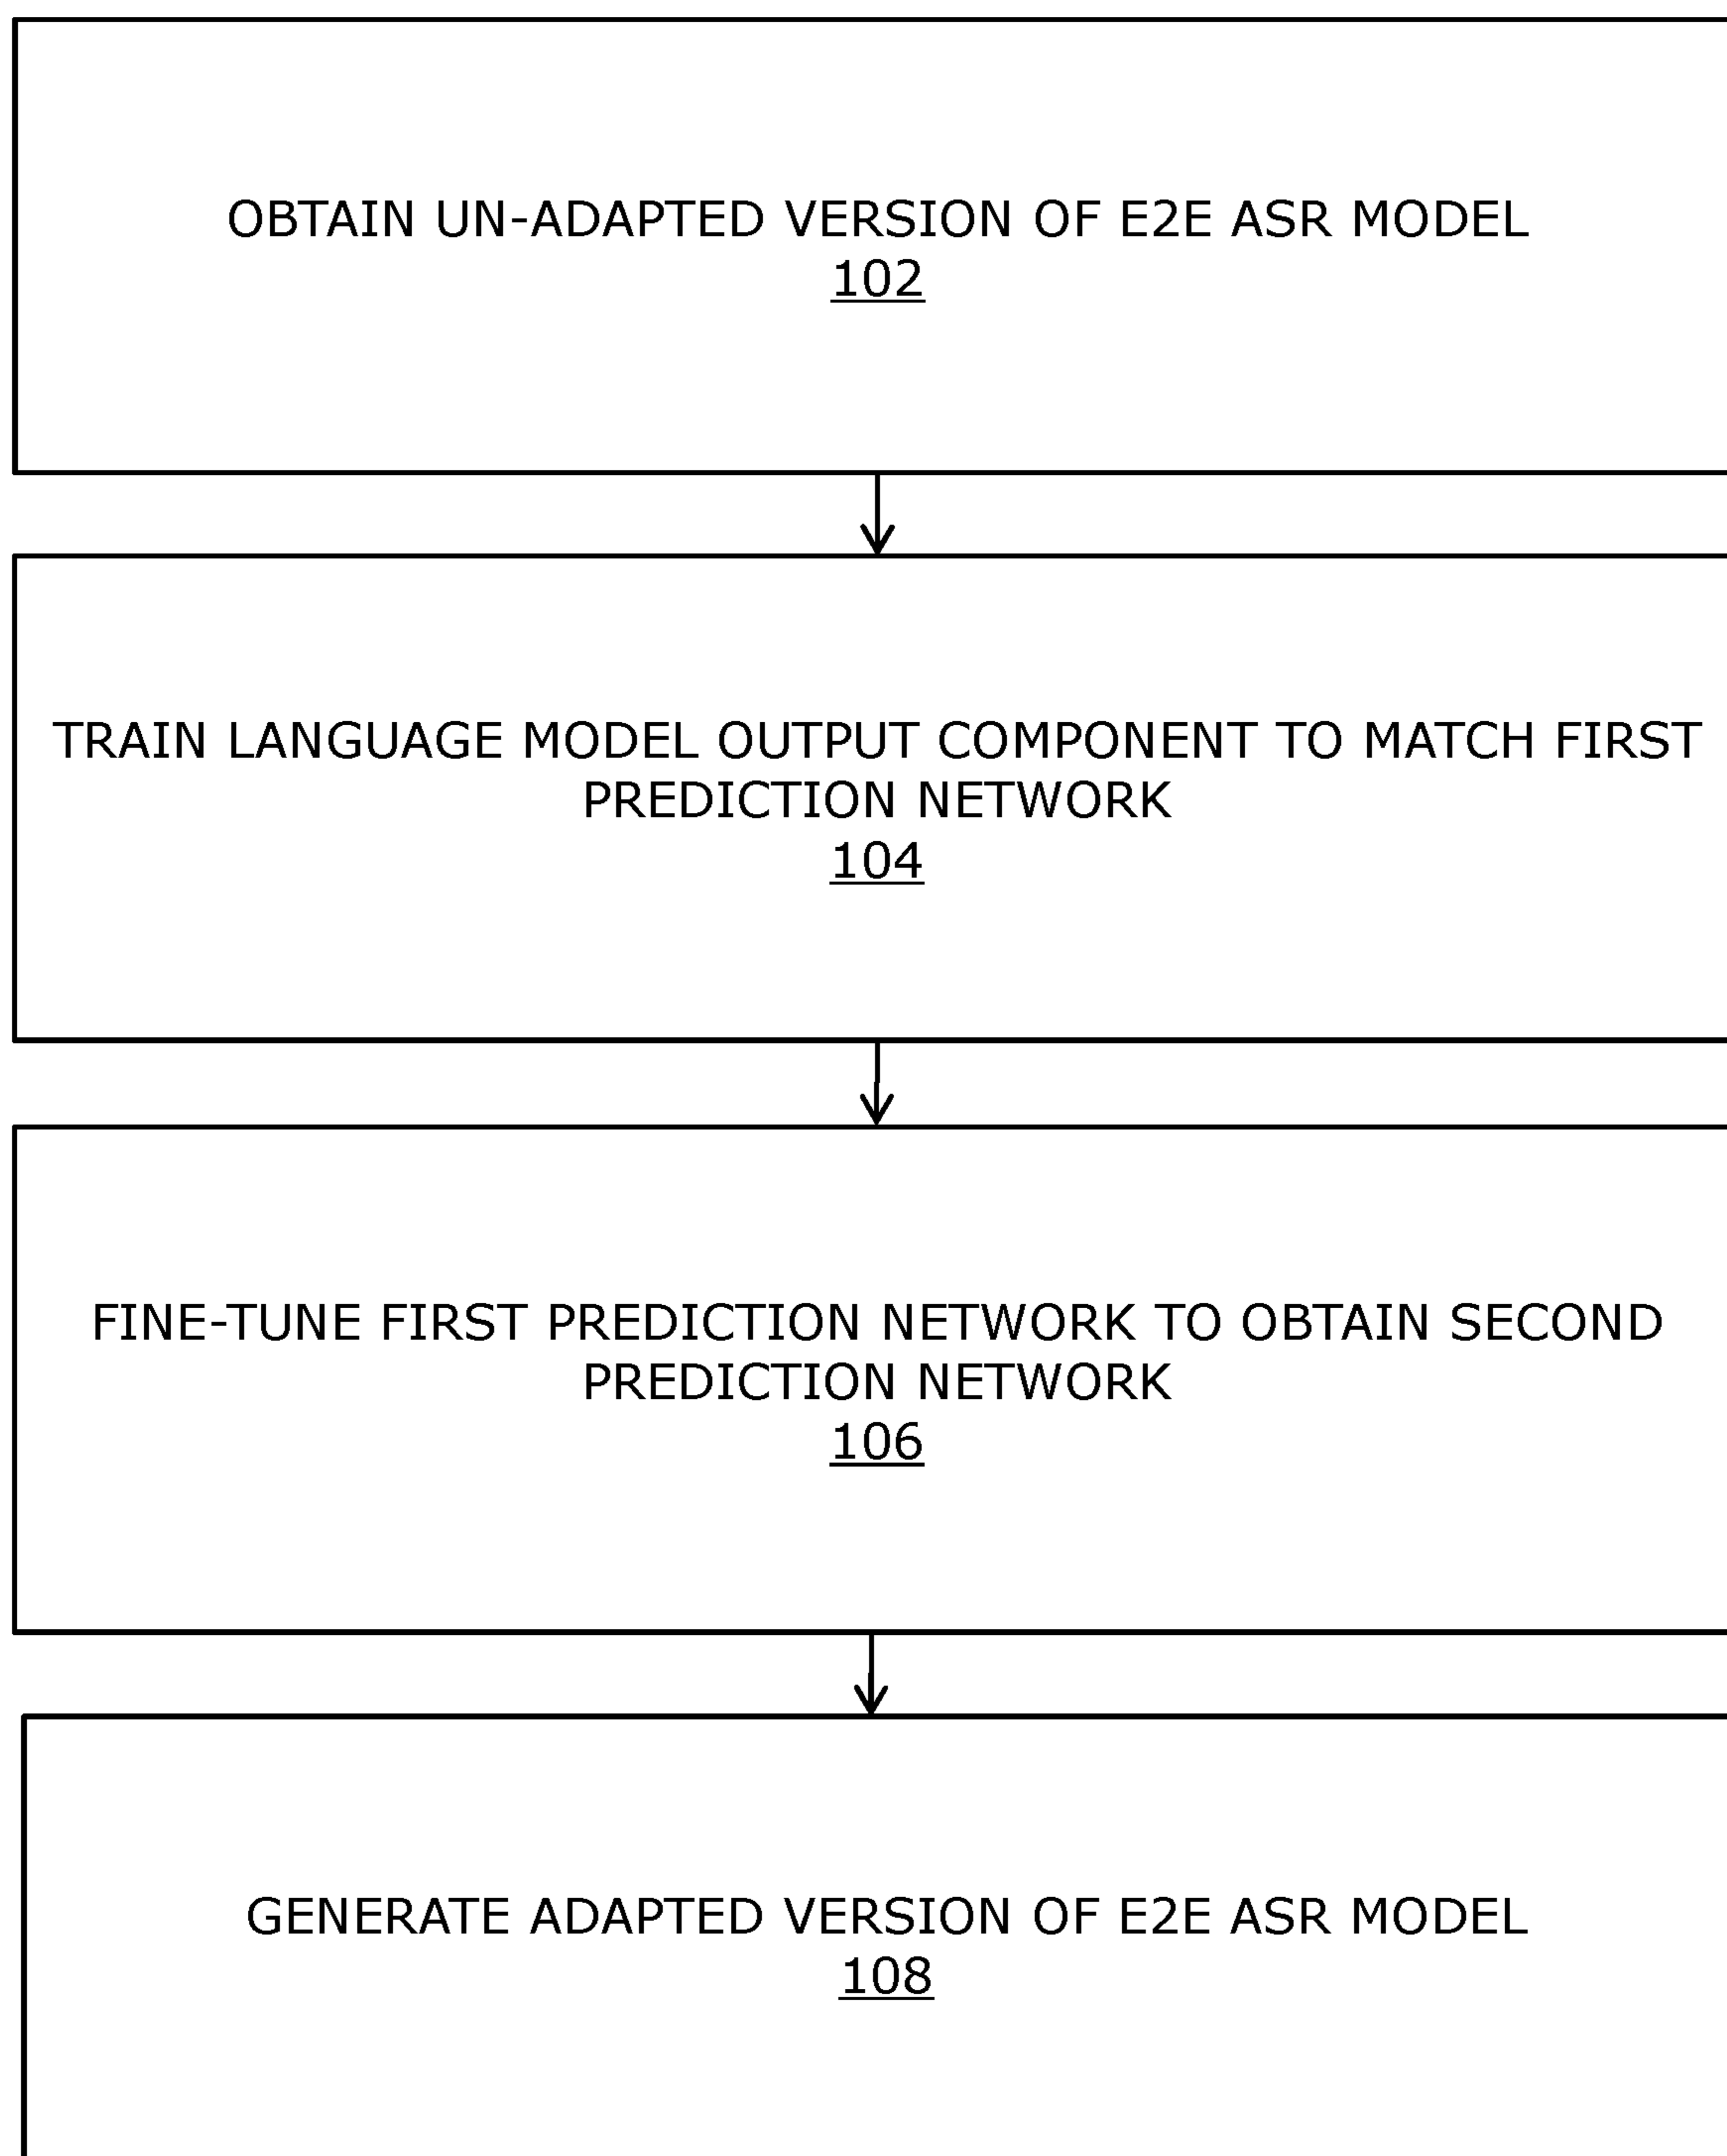 OBTAIN UN-ADAPTED VERSION OF E2E ASR MODEL
102
TRAIN LANGUAGE MODEL OUTPUT COMPONENT TO MATCH FIRST
PREDICTION NETWORK
104
FINE-TUNE FIRST PREDICTION NETWORK TO OBTAIN SECOND
PREDICTION NETWORK
106
GENERATE ADAPTED VERSION OF E2E ASR MODEL
108